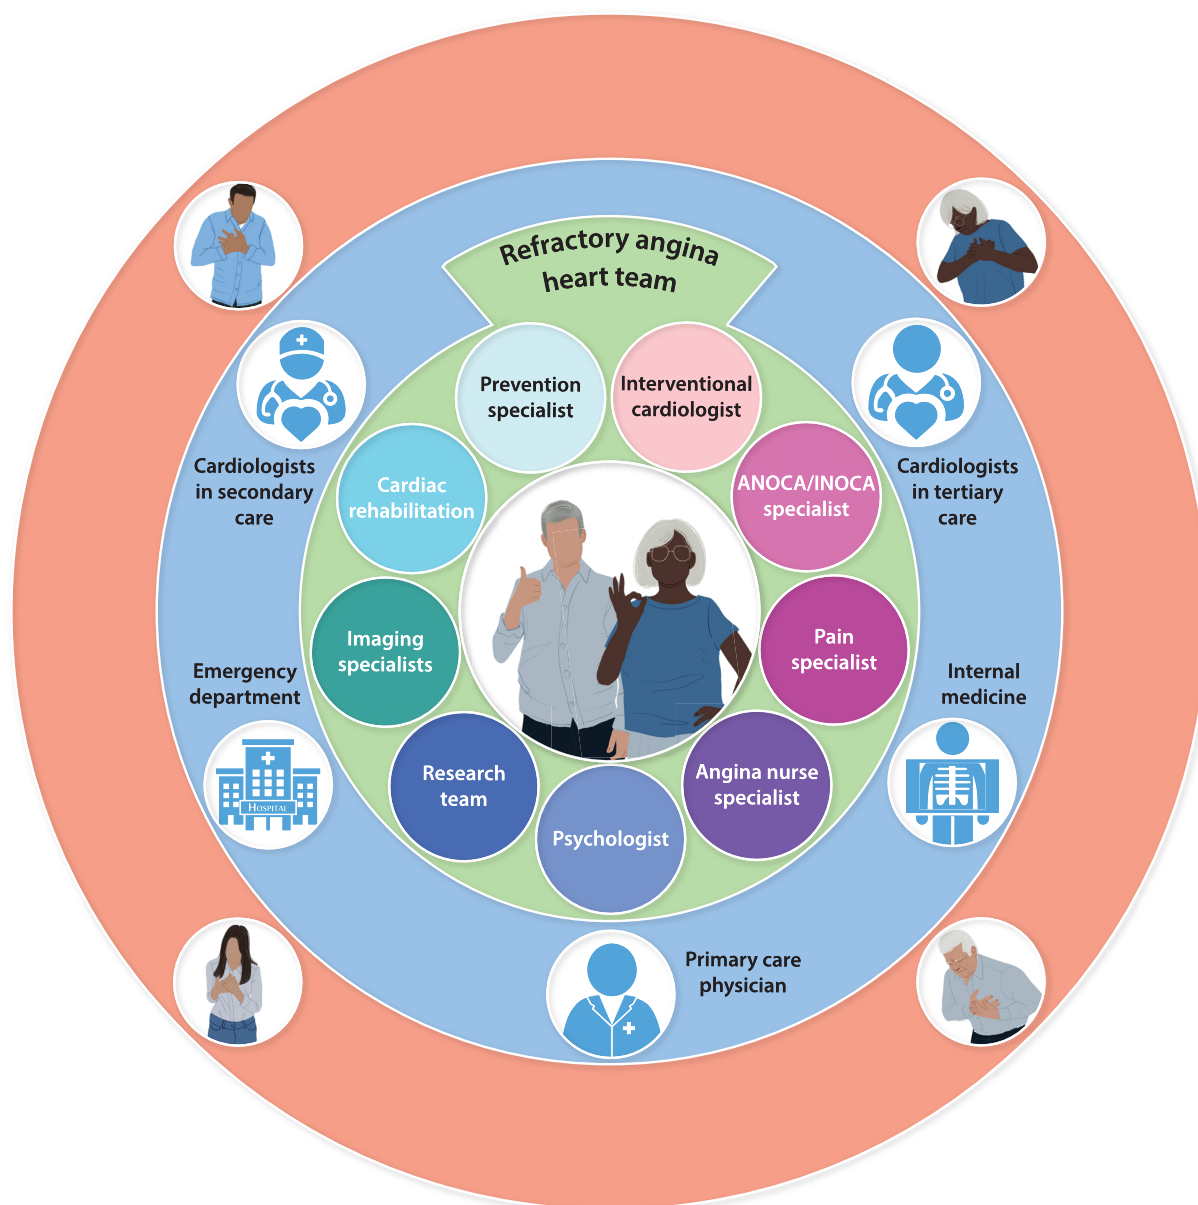 Refractory angina
heart team
Prevention
specialist
Interventional
cardiologist
Cardiac
rehabilitation
ANOCA/INOCA
specialist
Cardiologists
in secondary
care
Cardiologists
in tertiary
care
Imaging
specialists
Pain
specialist
Emergency
department
Internal
medicine
Research
team
Angina nurse
specialist
HOSPITAL
Psychologist
Primary care
physician